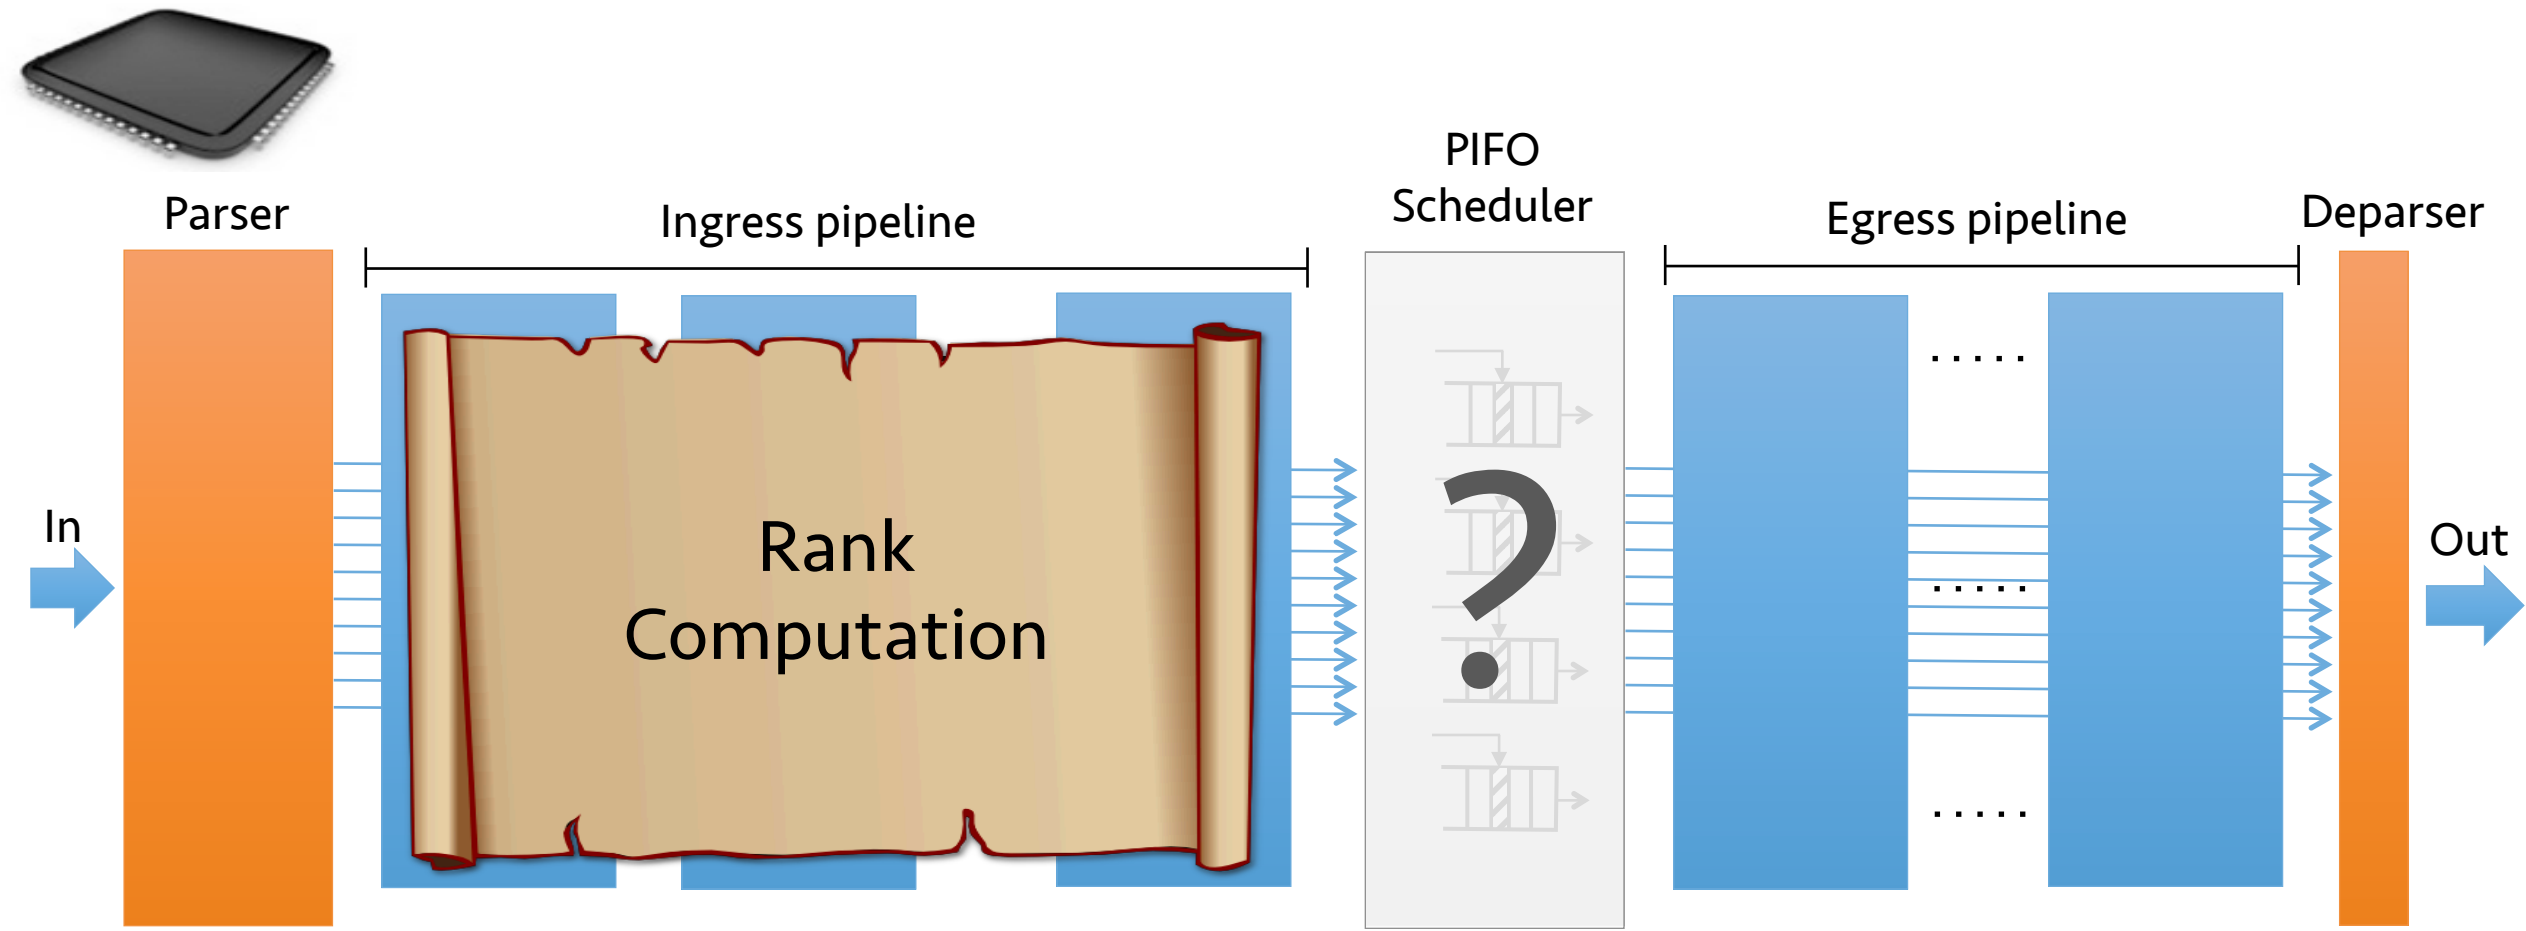 PIFO
Scheduler
Parser
Ingress pipeline
Egress pipeline
Deparser
In
Rank
Computation
?
Out
.....
.....
.....